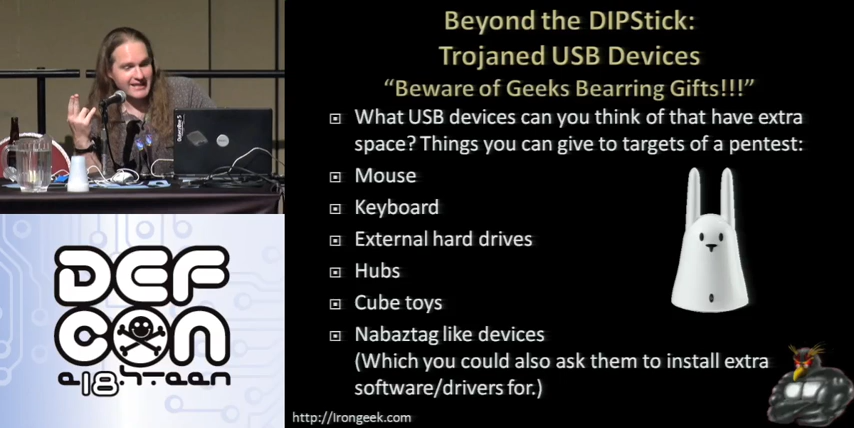 Beyond the DIPStick:
Trojaned USB Devices
“Beware of Geeks Bearring Gifts!!!”
What USB devices can you think of that have extra
space? Things you can give to targets of a pentest:
Mouse
Keyboard
External hard drives
Hubs
Cube toys
Nabaztag like devices
(Which you could also ask them to install extra
software/drivers for.)
http://Irongeek.com
DEF
CON
e18hteen